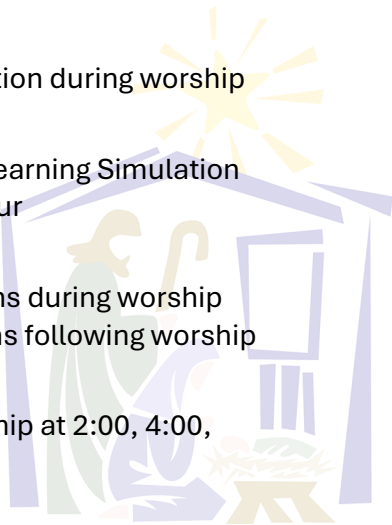 tion during worship
earning Simulation
ur
ns during worship
ns following worship
hip at 2:00, 4:00,